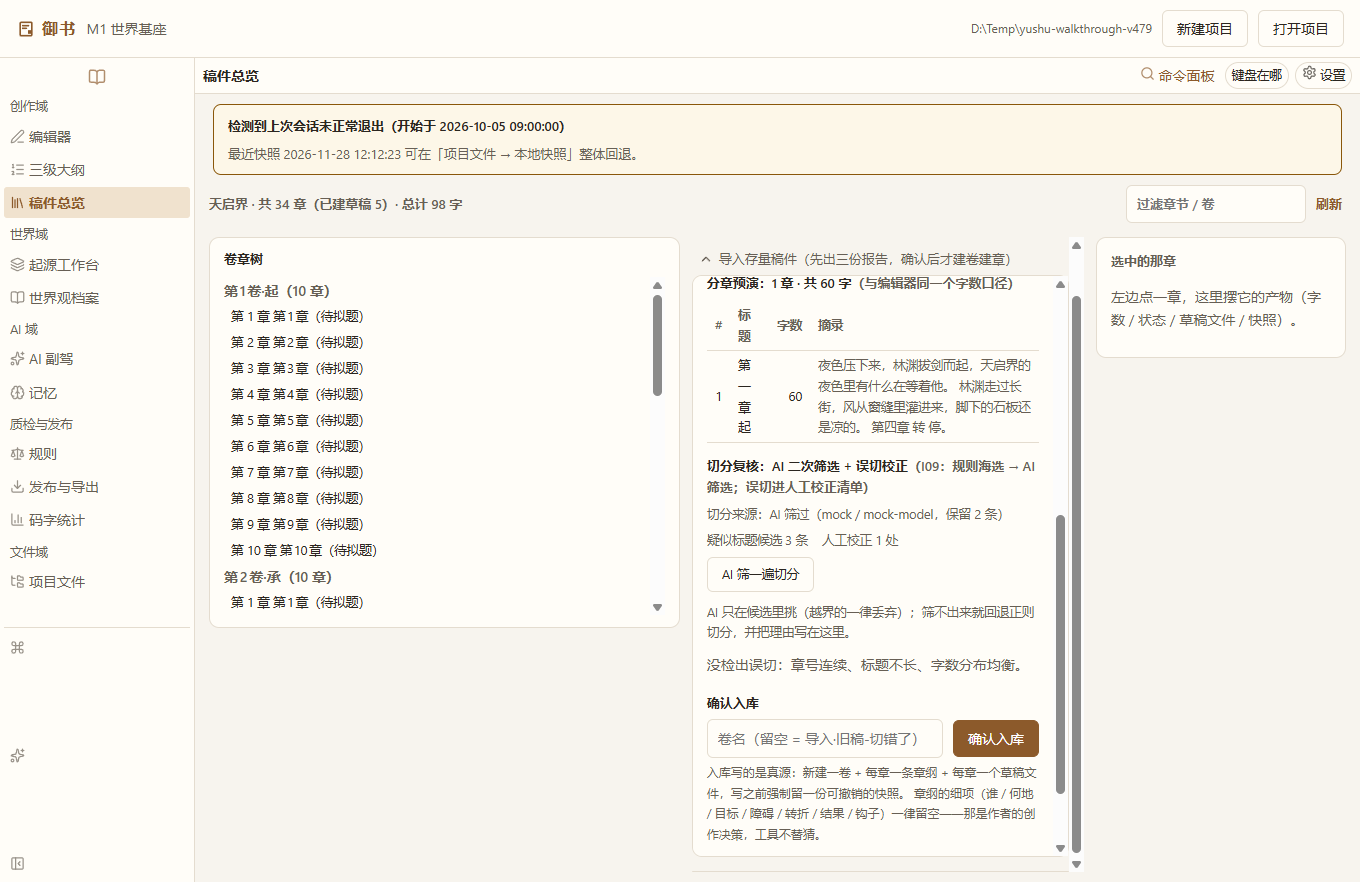 御书 M1 世界基座
D:\Temp\yushu-walkthrough-v479 新建项目 打开项目
创作域
编辑器
三级大纲
稿件总览
世界域
起源工作台
世界观档案
AI 域
AI 副驾
记忆
质检与发布
规则
发布与导出
码字统计
文件域
项目文件
稿件总览
命令面板 键盘在哪 设置
检测到上次会话未正常退出（开始于 2026-10-05 09:00:00）
最近快照 2026-11-28 12:12:23 可在「项目文件 → 本地快照」整体回退。
天启界 · 共 34 章（已建草稿 5）· 总计 98 字
过滤章节 / 卷 刷新
卷章树
第1卷·起（10 章）
第 1 章 第1章（待拟题）
第 2 章 第2章（待拟题）
第 3 章 第3章（待拟题）
第 4 章 第4章（待拟题）
第 5 章 第5章（待拟题）
第 6 章 第6章（待拟题）
第 7 章 第7章（待拟题）
第 8 章 第8章（待拟题）
第 9 章 第9章（待拟题）
第 10 章 第10章（待拟题）
第2卷·承（10 章）
第 1 章 第1章（待拟题）
导入存量稿件（先出三份报告，确认后才建卷建章）
分章预演：1 章 · 共 60 字（与编辑器同一个字数口径）
# 标题 字数 摘录
1 第一章 起 60 夜色压下来，林渊拔剑而起，天启界的
夜色里有什么在等着他。 林渊走过长
街，风从窗缝里灌进来，脚下的石板还
是凉的。 第四章 转 停。
切分复核：AI 二次筛选 + 误切校正（I09：规则海选 → AI
筛选；误切进人工校正清单）
切分来源：AI 筛过（mock / mock-model，保留 2 条）
疑似标题候选 3 条 人工校正 1 处
AI 筛一遍切分
AI 只在候选里挑（越界的一律丢弃）；筛不出来就回退正则
切分，并把理由写在这里。
没检出误切：章号连续、标题不长、字数分布均衡。
确认入库
卷名（留空 = 导入·旧稿-切错了） 确认入库
入库写的是真源：新建一卷 + 每章一条章纲 + 每章一个草稿文
件，写之前强制留一份可撤销的快照。 章纲的细项（谁 / 何地
/ 目标 / 障碍 / 转折 / 结果 / 钩子）一律留空——那是作者的创
作决策，工具不替猜。
选中的那章
左边点一章，这里摆它的产物（字
数 / 状态 / 草稿文件 / 快照）。